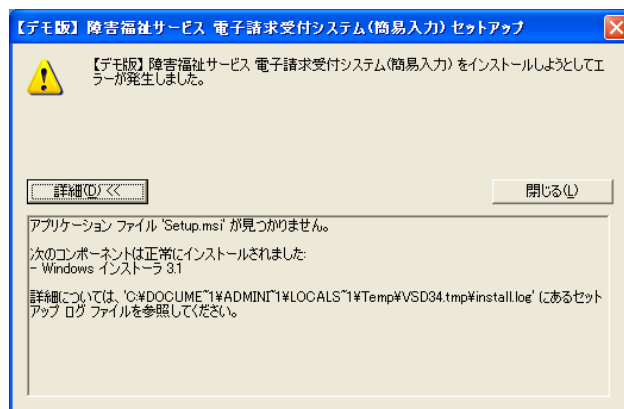 【デモ版】障害福祉サービス 電子請求受付システム(簡易入力) セットアップ
【デモ版】障害福祉サービス 電子請求受付システム(簡易入力) をインストールしようとしてエ
ラーが発生しました。
詳細(D) <<
閉じる(L)
アプリケーション ファイル 'Setup.msi' が見つかりません。
次のコンポーネントは正常にインストールされました:
- Windows インストーラ 3.1
詳細については、'C:¥DOCUME~1¥ADMINI~1¥LOCALS~1¥Temp¥VSD34.tmp¥install.log' にあるセット
アップ ログ ファイルを参照してください。